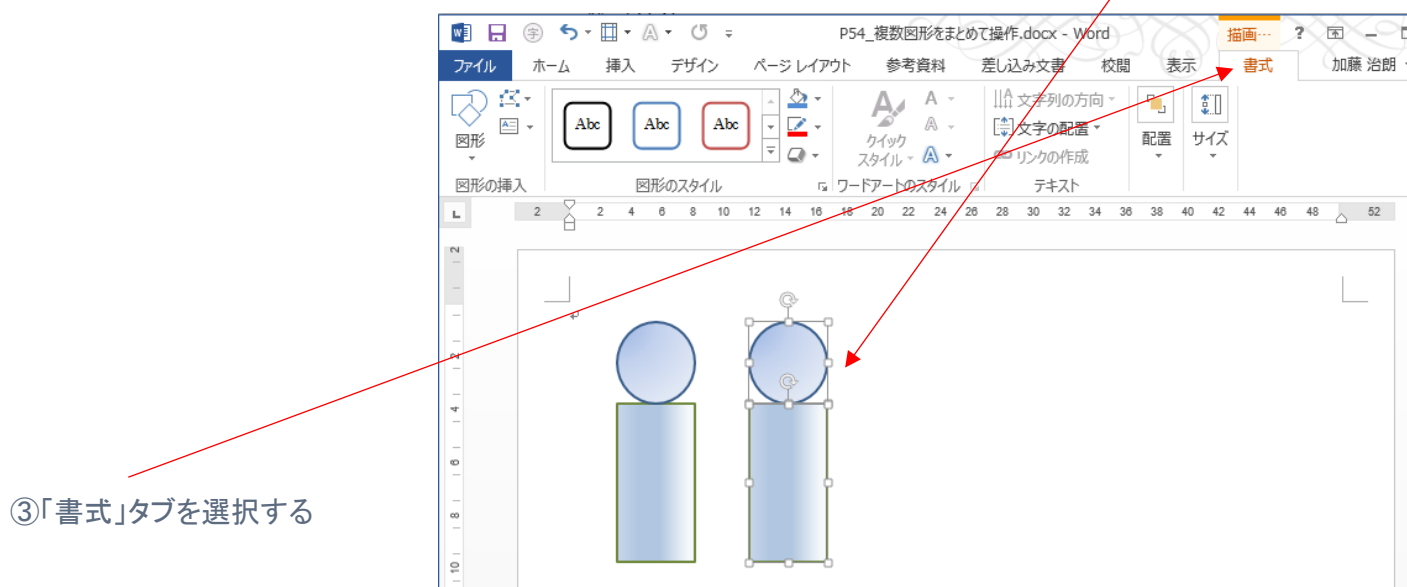 P54_複数図形をまとめて操作.docx - Word
描画…
?
ファイル ホーム 挿入 デザイン ページ レイアウト 参考資料 差し込み文書 校閲 表示 書式 加藤 治朗
字
A
図形
Abc Abc Abc
クイック
スタイル
文字列の方向
文字の配置
リンクの作成
配置
サイズ
図形の挿入 図形のスタイル ワードアートのスタイル テキスト
2 2 4 6 8 10 12 14 16 18 20 22 24 26 28 30 32 34 36 38 40 42 44 46 48 52
2
2
4
6
8
10
③「書式」タブを選択する